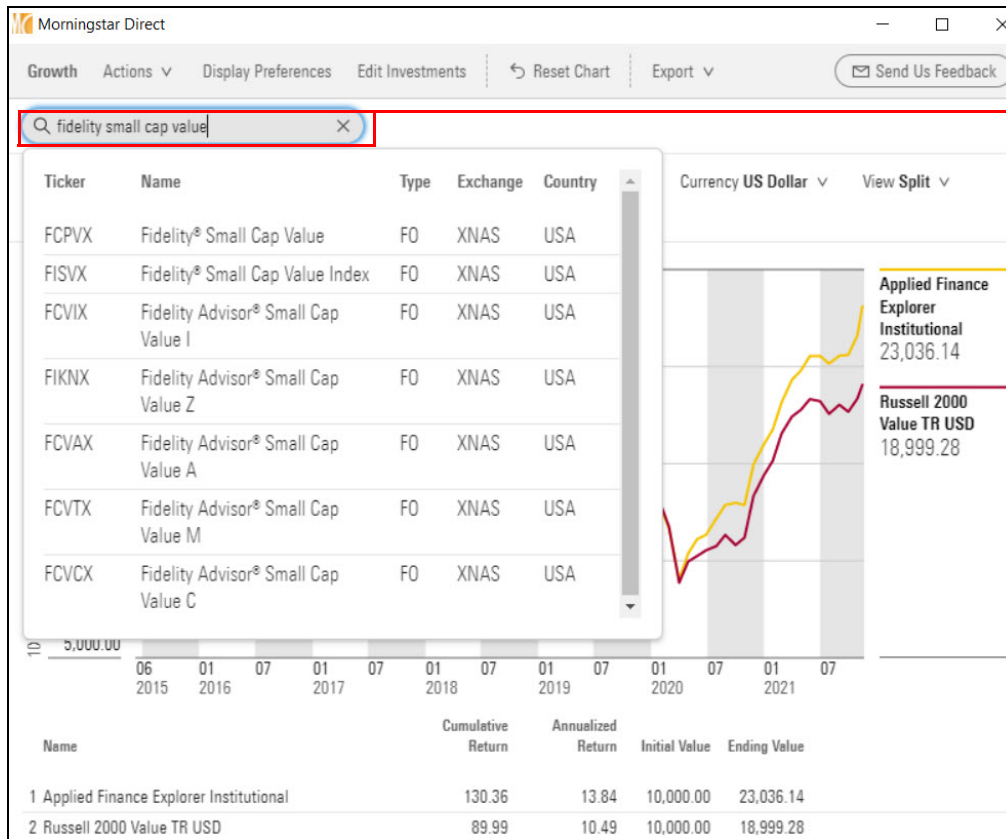 Morningstar Direct
Growth Actions Display Preferences Edit Investments Reset Chart Export Send Us Feedback
fidelity small cap value
Ticker Name Type Exchange Country
Currency US Dollar View Split
FCPVX Fidelity® Small Cap Value FO XNAS USA
FISVX Fidelity® Small Cap Value Index FO XNAS USA
FCVIX Fidelity Advisor® Small Cap Value I FO XNAS USA
FIKNX Fidelity Advisor® Small Cap Value Z FO XNAS USA
FCVAX Fidelity Advisor® Small Cap Value A FO XNAS USA
FCVTX Fidelity Advisor® Small Cap Value M FO XNAS USA
FCVCX Fidelity Advisor® Small Cap Value C FO XNAS USA
Applied Finance
Explorer
Institutional
23,036.14
Russell 2000
Value TR USD
18,999.28
10
5,000.00
06 01 07 01 07 01 07 01 07 01 07 01 07
2015 2016 2017 2018 2019 2020 2021
Name Cumulative Return Annualized Return Initial Value Ending Value
1 Applied Finance Explorer Institutional 130.36 13.84 10,000.00 23,036.14
2 Russell 2000 Value TR USD 89.99 10.49 10,000.00 18,999.28